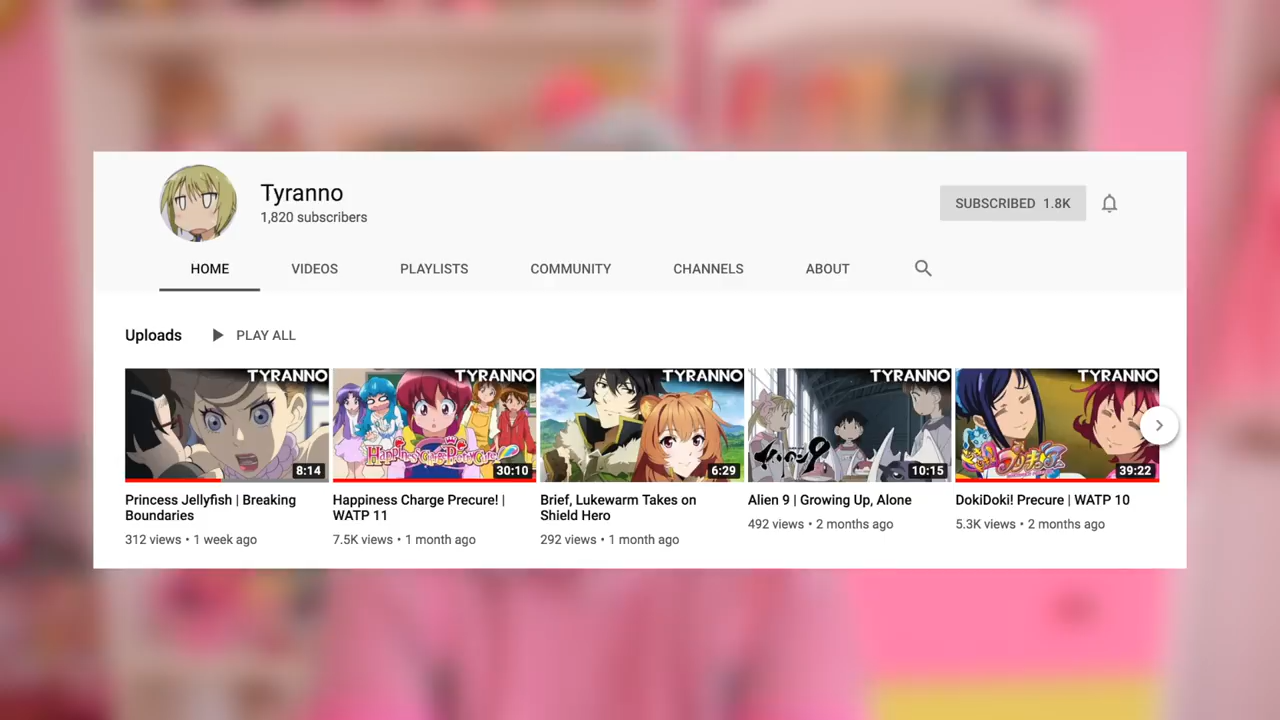 Tyranno
1,820 subscribers
SUBSCRIBED 1.8K
HOME VIDEOS PLAYLISTS COMMUNITY CHANNELS ABOUT
Uploads PLAY ALL
TYRANNO
8:14
TYRANNO
30:10
TYRANNO
6:29
TYRANNO
10:15
TYRANNO
39:22
Princess Jellyfish | Breaking
Boundaries
312 views • 1 week ago
Happiness Charge Precure! |
WATP 11
7.5K views • 1 month ago
Brief, Lukewarm Takes on
Shield Hero
292 views • 1 month ago
Alien 9 | Growing Up, Alone
492 views • 2 months ago
DokiDoki! Precure | WATP 10
5.3K views • 2 months ago